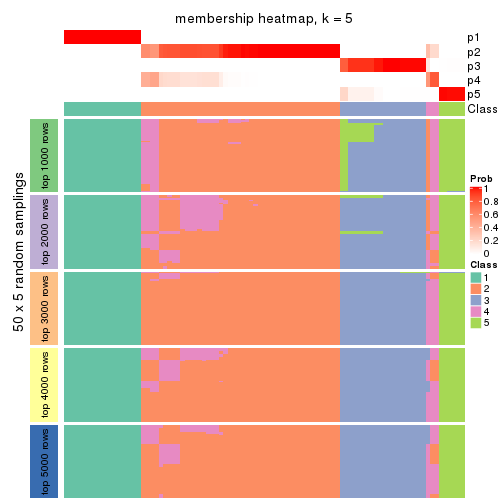 membership heatmap, k = 5
p1
p2
p3
p4
p5
Class
50 x 5 random samplings
top 1000 rows
top 2000 rows
top 3000 rows
top 4000 rows
top 5000 rows
Prob
1
0.8
0.6
0.4
0.2
0
Class
1
2
3
4
5